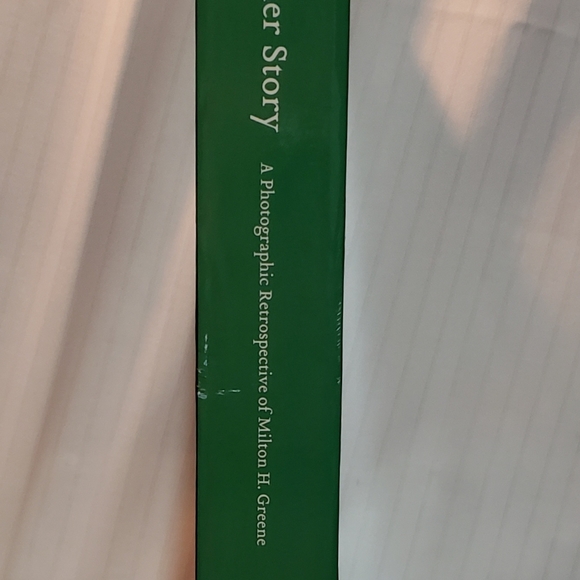 er Story
A Photographic Retrospective of Milton H. Greene